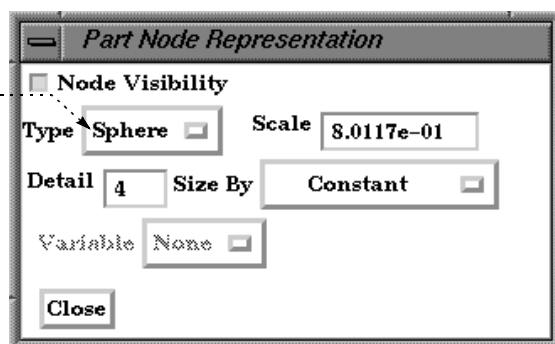 Part Node Representation
Node Visibility
Type Sphere Scale 8.0117e-01
Detail 4 Size By Constant
Variable None
Close